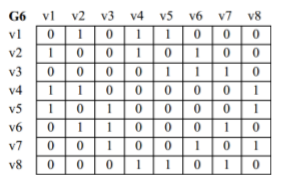 G6 v1 v2 v3 v4 v5 v6 v7 v8
v1 0 1 0 1 1 0 0 0
v2 1 0 0 1 0 1 0 0
v3 0 0 0 0 1 1 1 0
v4 1 1 0 0 0 0 0 1
v5 1 0 1 0 0 0 0 1
v6 0 1 1 0 0 0 1 0
v7 0 0 1 0 0 1 0 1
v8 0 0 0 1 1 0 1 0